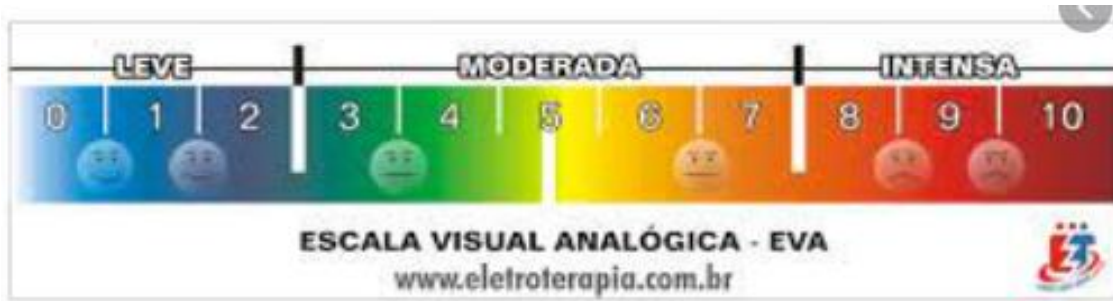 LEVE MODERADA INTENSA
0 1 2 3 4 5 6 7 8 9 10
ESCALA VISUAL ANALÓGICA - EVA
www.eletroterapia.com.br